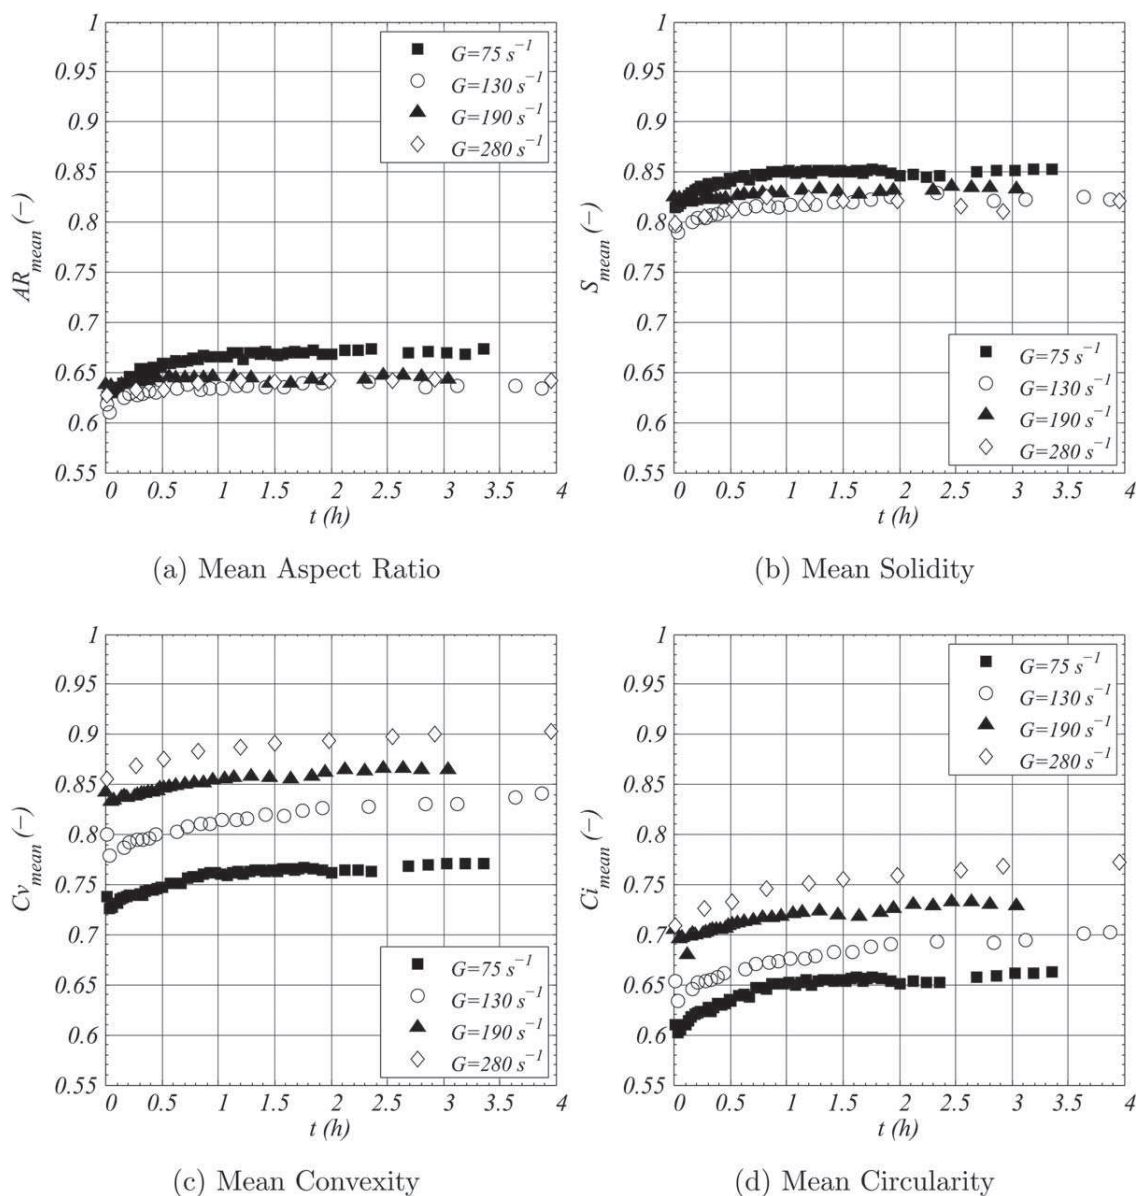 1
0.95
0.9
0.85
0.8
0.75
0.7
0.65
0.6
0.55
AR_mean (−)
0 0.5 1 1.5 2 2.5 3 3.5 4
t (h)
G=75 s⁻¹
G=130 s⁻¹
G=190 s⁻¹
G=280 s⁻¹
(a) Mean Aspect Ratio
1
0.95
0.9
0.85
0.8
0.75
0.7
0.65
0.6
0.55
S_mean (−)
0 0.5 1 1.5 2 2.5 3 3.5 4
t (h)
G=75 s⁻¹
G=130 s⁻¹
G=190 s⁻¹
G=280 s⁻¹
(b) Mean Solidity
1
0.95
0.9
0.85
0.8
0.75
0.7
0.65
0.6
0.55
Cv_mean (−)
0 0.5 1 1.5 2 2.5 3 3.5 4
t (h)
G=75 s⁻¹
G=130 s⁻¹
G=190 s⁻¹
G=280 s⁻¹
(c) Mean Convexity
1
0.95
0.9
0.85
0.8
0.75
0.7
0.65
0.6
0.55
Ci_mean (−)
0 0.5 1 1.5 2 2.5 3 3.5 4
t (h)
G=75 s⁻¹
G=130 s⁻¹
G=190 s⁻¹
G=280 s⁻¹
(d) Mean Circularity